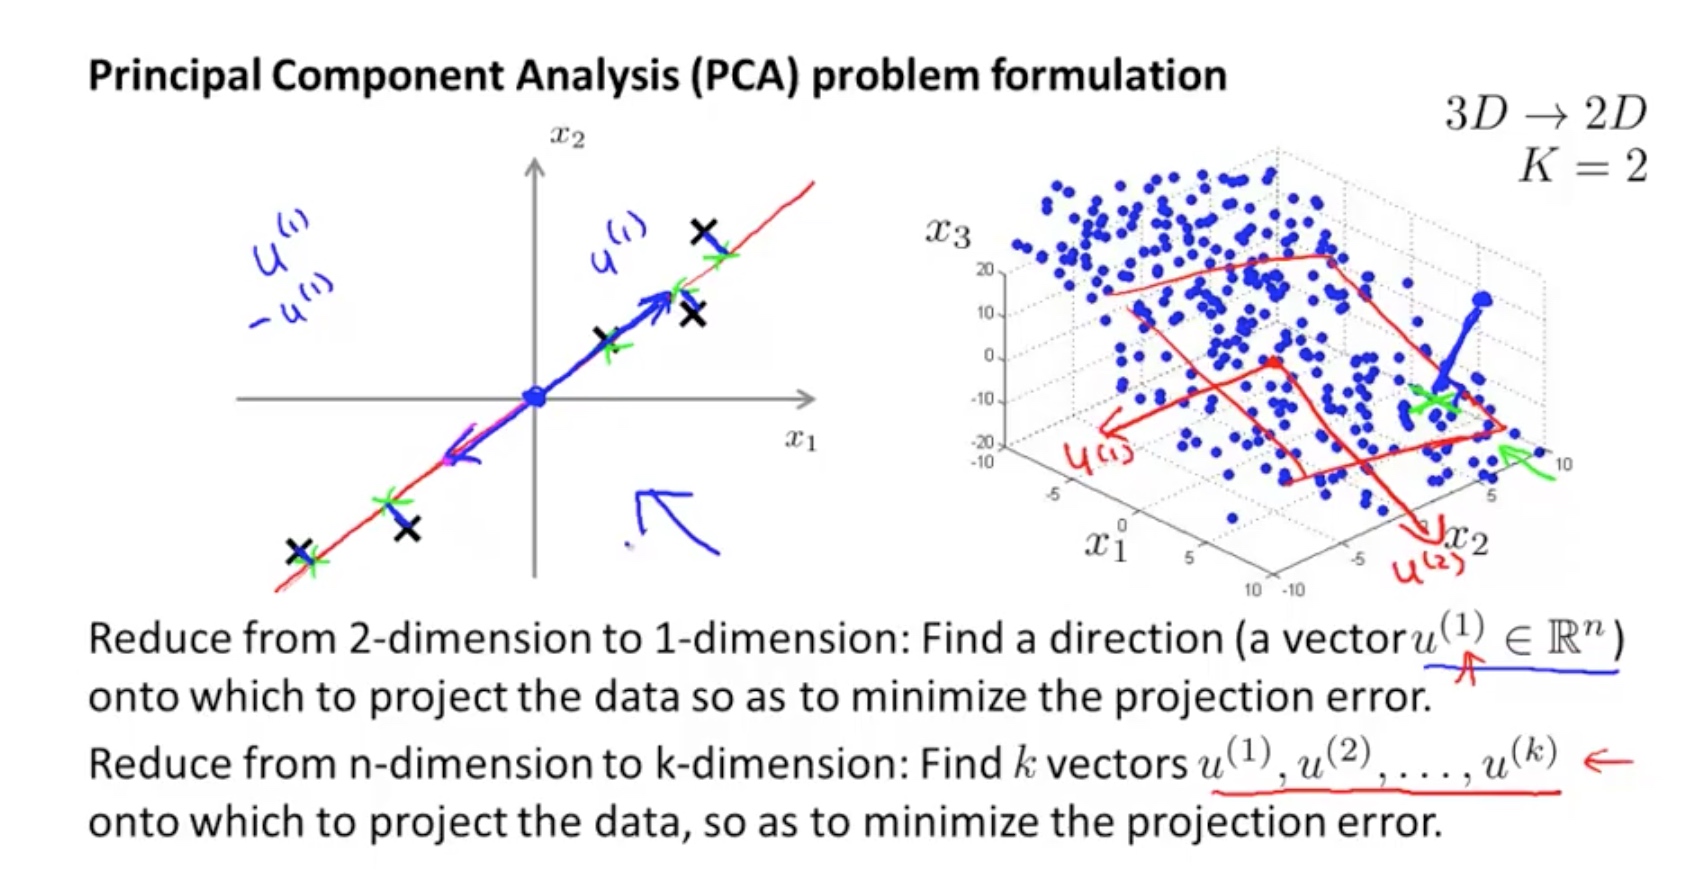 Principal Component Analysis (PCA) problem formulation
3D → 2D
K = 2
x₂
u⁽¹⁾
-u⁽¹⁾
u⁽¹⁾
x₁
x₃
20
10
0
-10
-20
-10
-5
0
5
10
-10
-5
5
10
x₁
x₂
u⁽¹⁾
u⁽²⁾
Reduce from 2-dimension to 1-dimension: Find a direction (a vector u⁽¹⁾ ∈ ℝⁿ)
onto which to project the data so as to minimize the projection error.
Reduce from n-dimension to k-dimension: Find k vectors u⁽¹⁾, u⁽²⁾, . . . , u⁽ᵏ⁾ ←
onto which to project the data, so as to minimize the projection error.